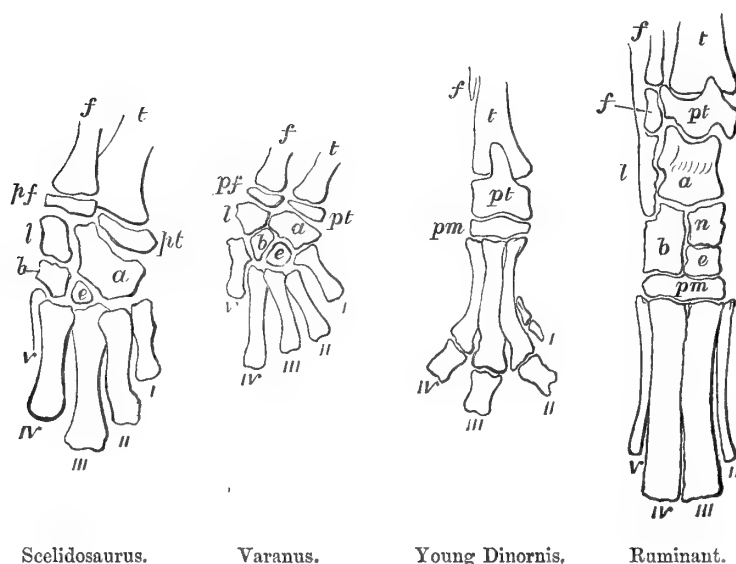 f t
pf
l
pt
b
a
e
V
I
IV
II
III
Scelidosaurus.
f
t
pf
l
a
pt
b
e
V
I
II
III
IV
Varanus.
f
t
pt
pm
I
IV
II
III
Young Dinornis.
f
t
f
pt
l
a
b
n
e
pm
V
II
IV
III
Ruminant.